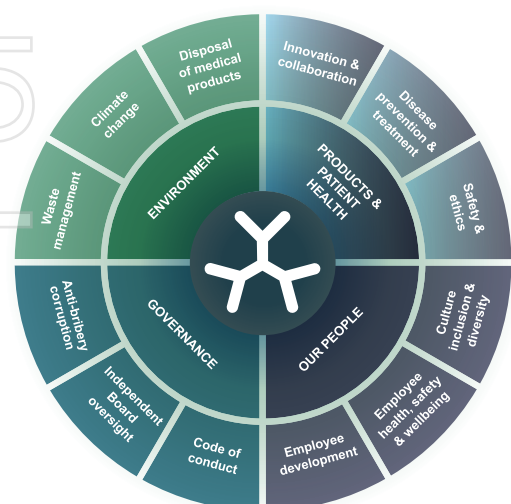 Disposal
of medical
products
Innovation &
collaboration
Climate
change
Disease
prevention &
treatment
ENVIRONMENT
PRODUCTS &
PATIENT
HEALTH
Waste
management
Safety &
ethics
Anti-bribery
corruption
GOVERNANCE
OUR PEOPLE
Culture
inclusion &
diversity
Independent
Board
oversight
Employee
health, safety
& wellbeing
Code of
conduct
Employee
development